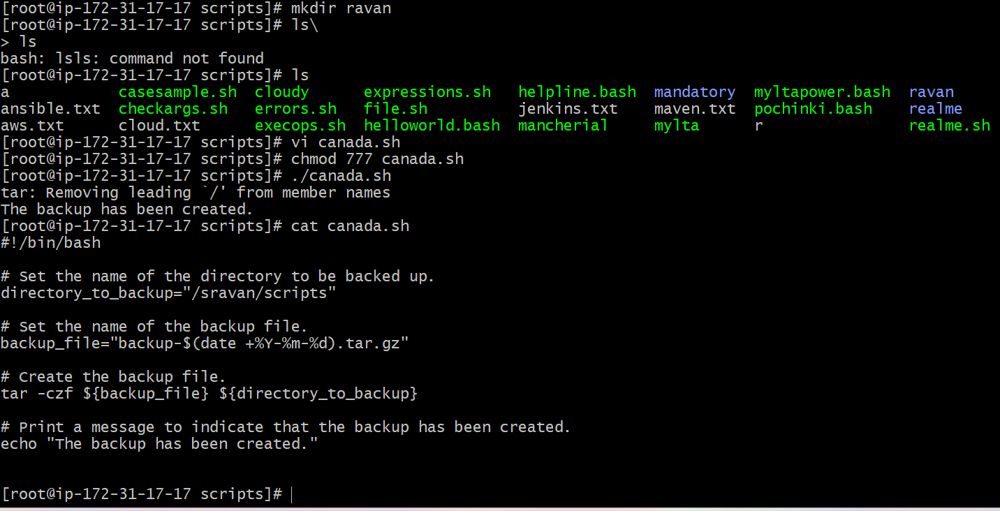 [root@ip-172-31-17-17 scripts]# mkdir ravan
[root@ip-172-31-17-17 scripts]# ls\
> ls
bash: lsls: command not found
[root@ip-172-31-17-17 scripts]# ls
a            casesample.sh  cloudy      expressions.sh   helpline.bash  mandatory  myltapower.bash  ravan
ansible.txt  checkargs.sh   errors.sh   file.sh          jenkins.txt    maven.txt  pochinki.bash    realme
aws.txt      cloud.txt      execops.sh  helloworld.bash  mancherial     mylta      r                realme.sh
[root@ip-172-31-17-17 scripts]# vi canada.sh
[root@ip-172-31-17-17 scripts]# chmod 777 canada.sh
[root@ip-172-31-17-17 scripts]# ./canada.sh
tar: Removing leading `/' from member names
The backup has been created.
[root@ip-172-31-17-17 scripts]# cat canada.sh
#!/bin/bash

# Set the name of the directory to be backed up.
directory_to_backup="/sravan/scripts"

# Set the name of the backup file.
backup_file="backup-$(date +%Y-%m-%d).tar.gz"

# Create the backup file.
tar -czf ${backup_file} ${directory_to_backup}

# Print a message to indicate that the backup has been created.
echo "The backup has been created."

[root@ip-172-31-17-17 scripts]#